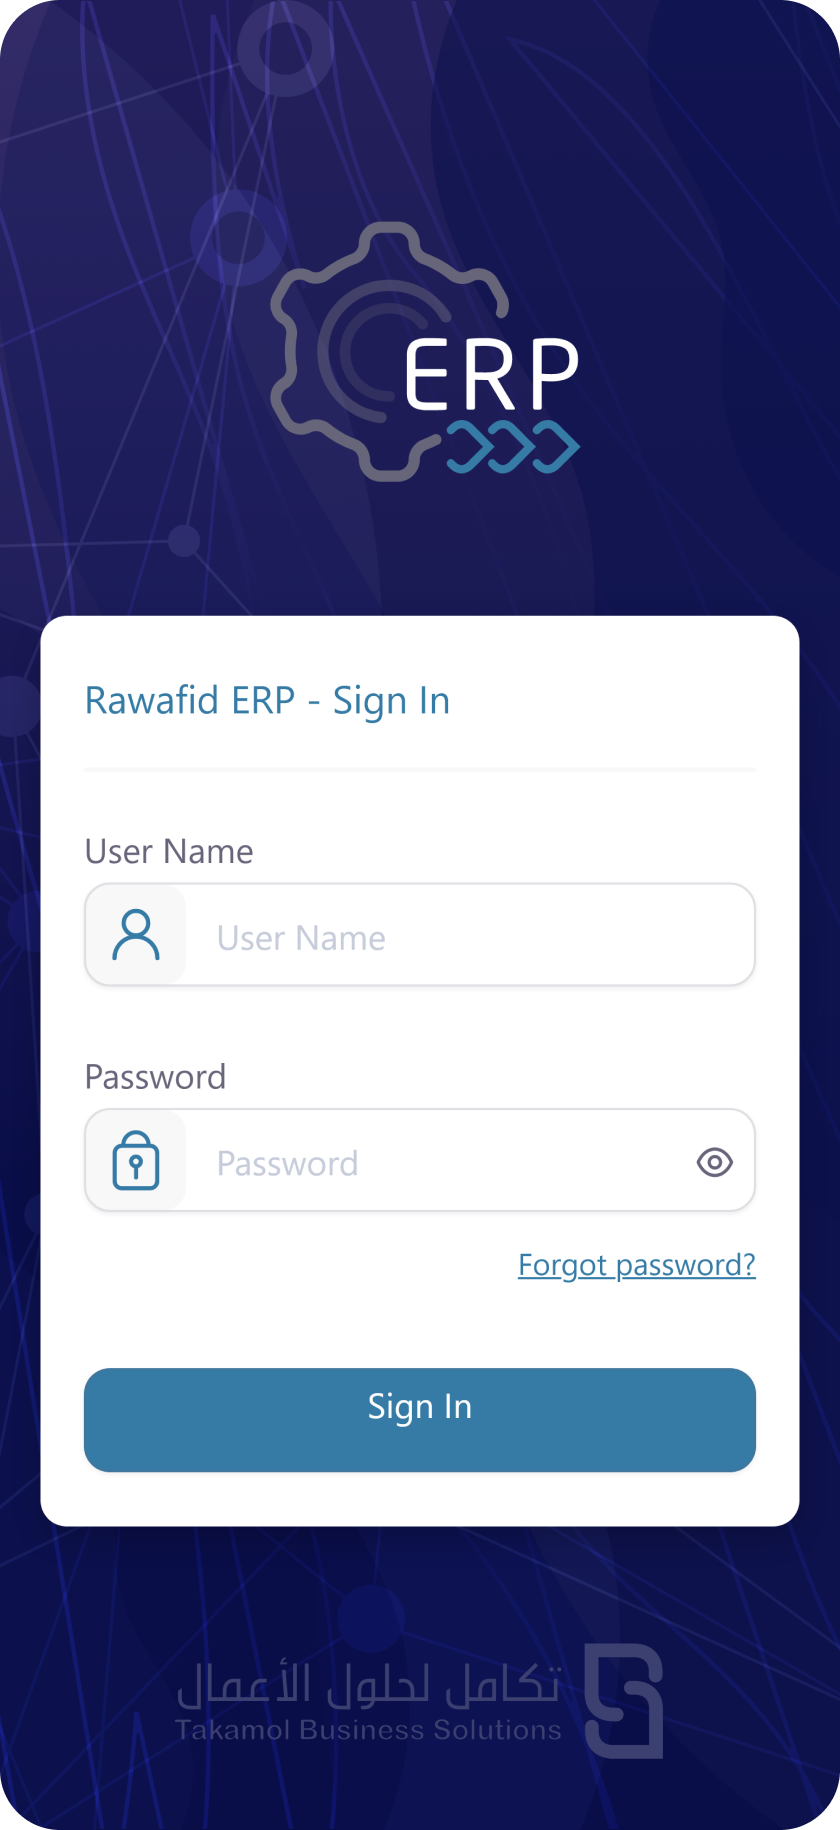 ERP
Rawafid ERP - Sign In
User Name
User Name
Password
Password
Forgot password?
Sign In
تكامل لحلول الأعمال
Takamol Business Solutions